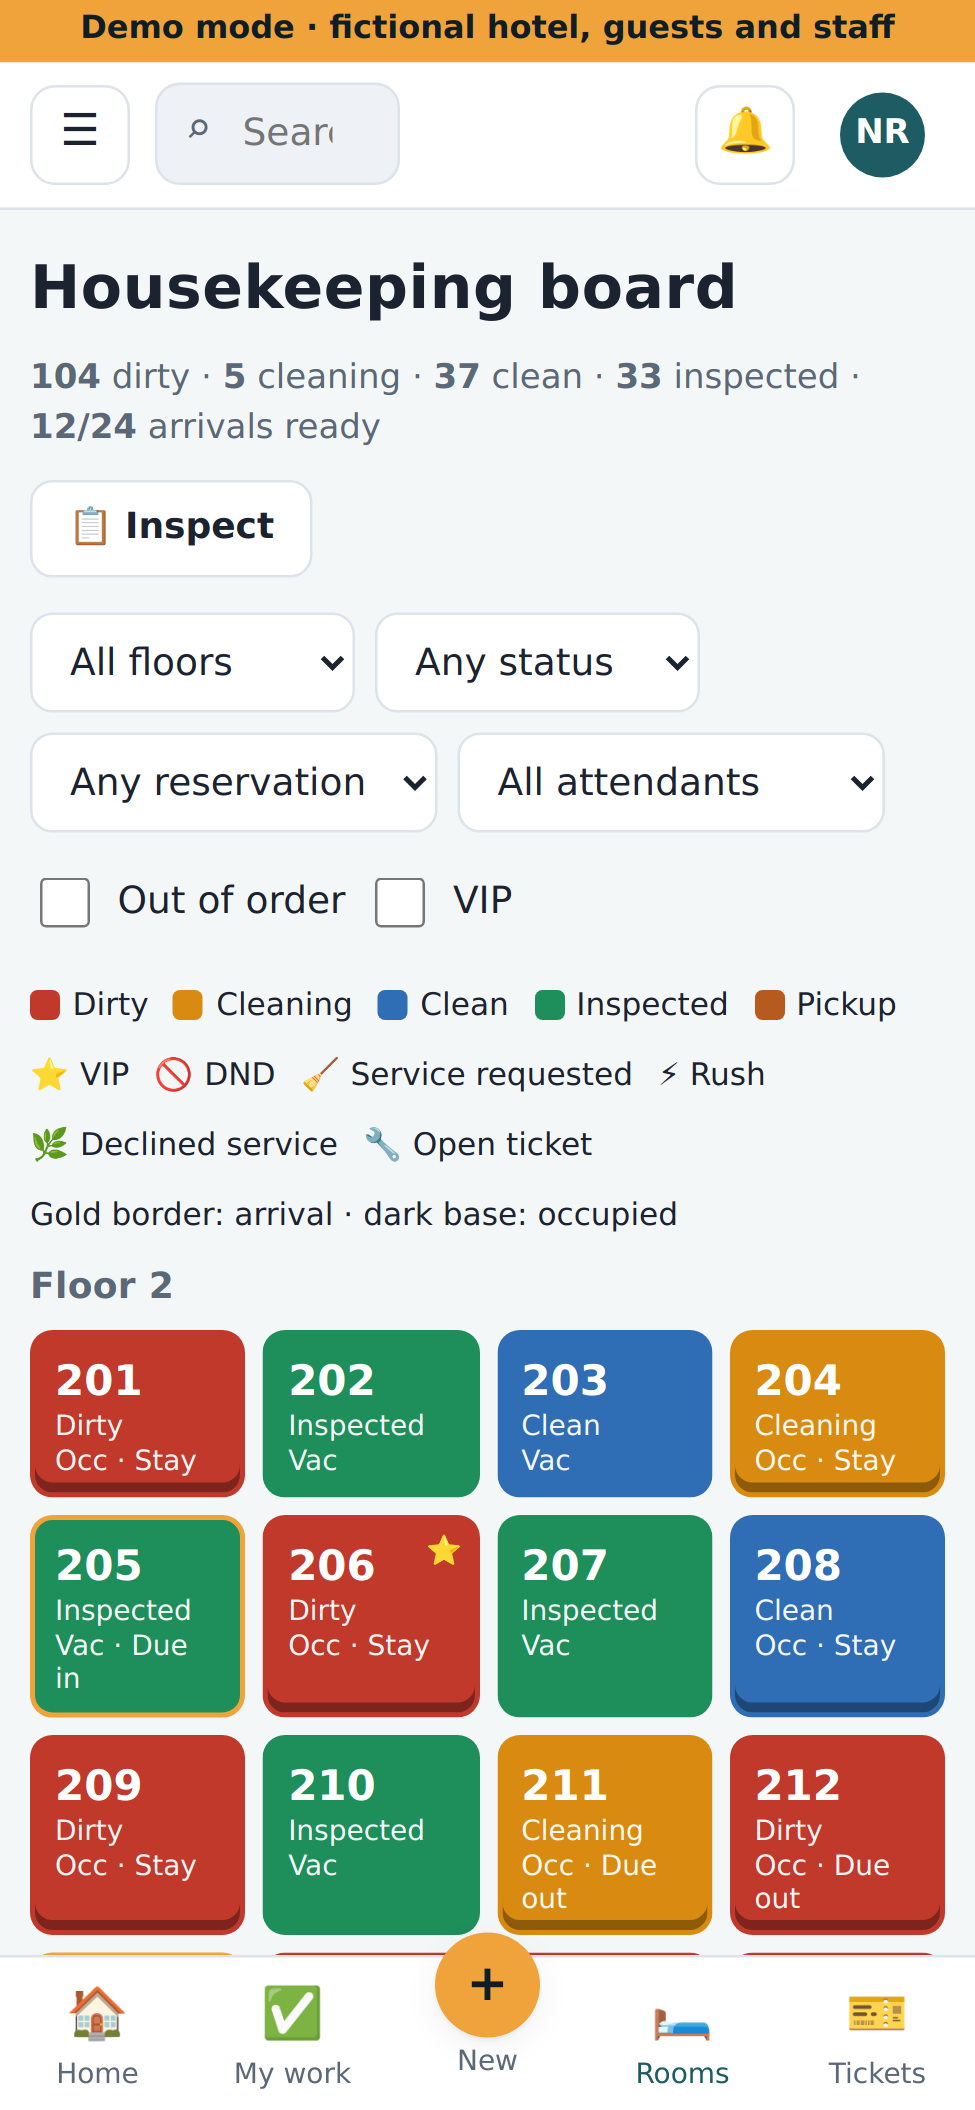 Demo mode · fictional hotel, guests and staff
☰ Sear NR
Housekeeping board
104 dirty · 5 cleaning · 37 clean · 33 inspected ·
12/24 arrivals ready
Inspect
All floors Any status
Any reservation All attendants
Out of order VIP
Dirty Cleaning Clean Inspected Pickup
VIP DND Service requested Rush
Declined service Open ticket
Gold border: arrival · dark base: occupied
Floor 2
201
Dirty
Occ · Stay
202
Inspected
Vac
203
Clean
Vac
204
Cleaning
Occ · Stay
205
Inspected
Vac · Due
in
206
Dirty
Occ · Stay
207
Inspected
Vac
208
Clean
Occ · Stay
209
Dirty
Occ · Stay
210
Inspected
Vac
211
Cleaning
Occ · Due
out
212
Dirty
Occ · Due
out
+
Home My work New Rooms Tickets